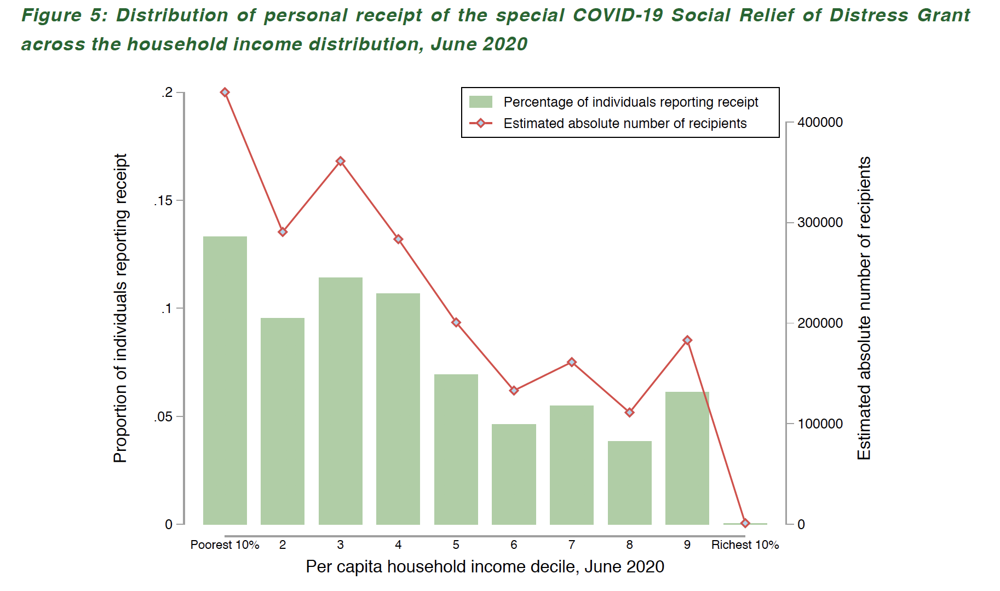 Figure 5: Distribution of personal receipt of the special COVID-19 Social Relief of Distress Grant
across the household income distribution, June 2020
Percentage of individuals reporting receipt
Estimated absolute number of recipients
Proportion of individuals reporting receipt
.2
.15
.1
.05
0
400000
300000
200000
100000
0
Estimated absolute number of recipients
Poorest 10% 2 3 4 5 6 7 8 9 Richest 10%
Per capita household income decile, June 2020